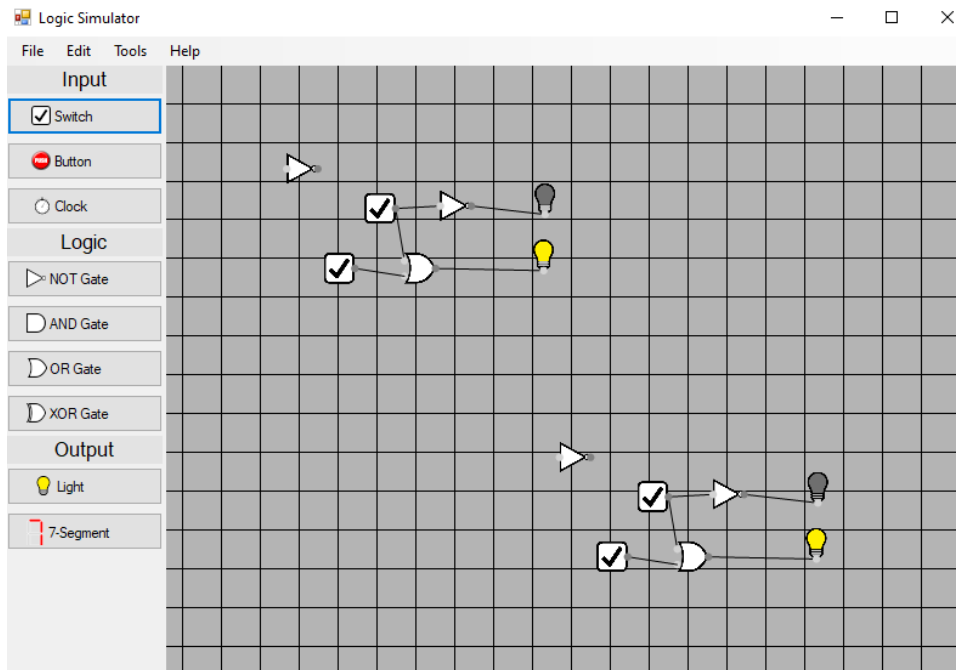 Logic Simulator
File Edit Tools Help
Input
Switch
Button
Clock
Logic
NOT Gate
AND Gate
OR Gate
XOR Gate
Output
Light
7-Segment